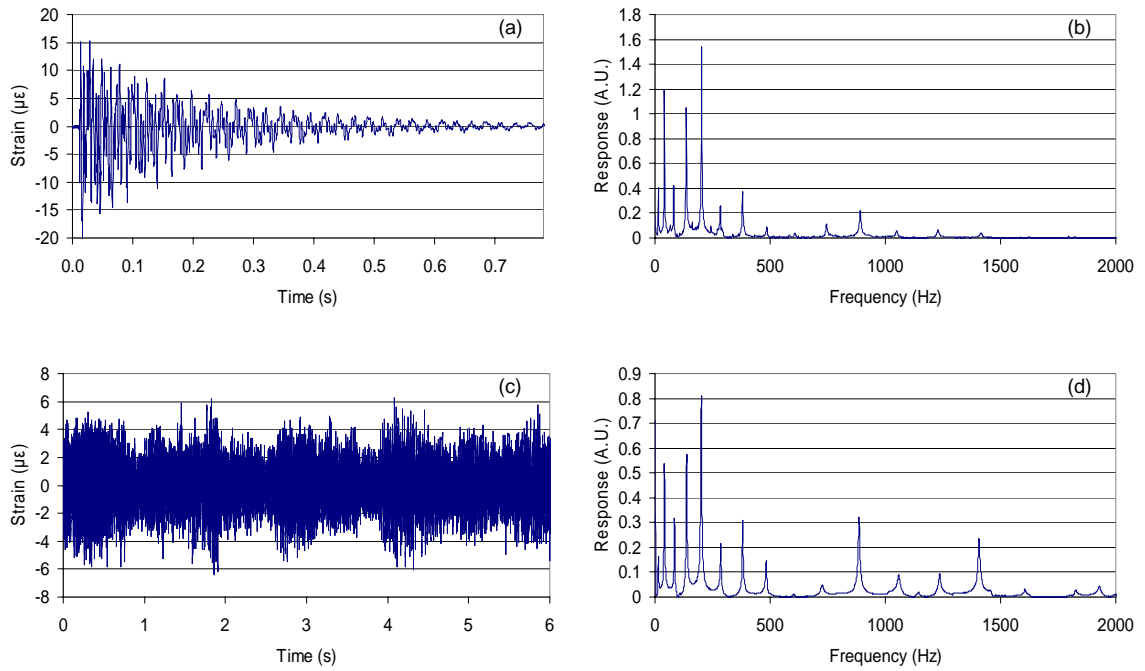 (a)
20
15
10
5
0
-5
-10
-15
-20
Strain (με)
0.0 0.1 0.2 0.3 0.4 0.5 0.6 0.7
Time (s)
(b)
1.8
1.6
1.4
1.2
1
0.8
0.6
0.4
0.2
0
Response (A.U.)
0 500 1000 1500 2000
Frequency (Hz)
(c)
8
6
4
2
0
-2
-4
-6
-8
Strain (με)
0 1 2 3 4 5 6
Time (s)
(d)
0.9
0.8
0.7
0.6
0.5
0.4
0.3
0.2
0.1
0
Response (A.U.)
0 500 1000 1500 2000
Frequency (Hz)